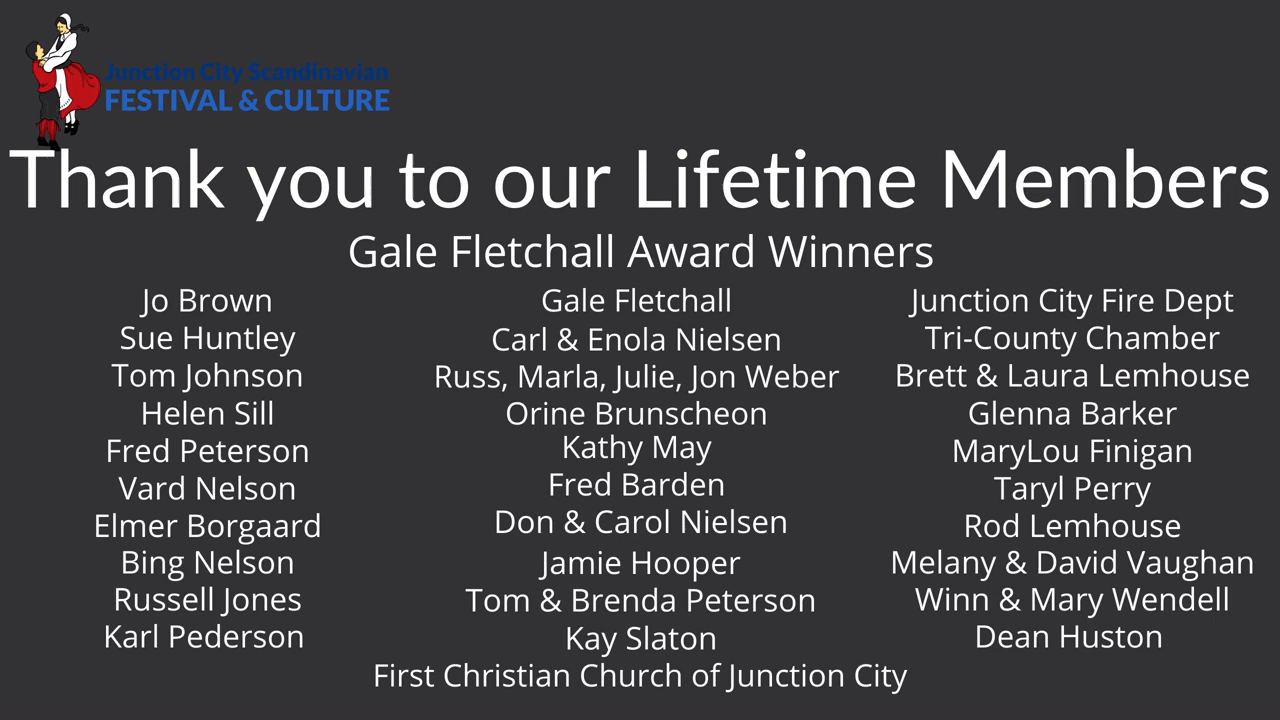 Junction City Scandinavian
FESTIVAL & CULTURE
Thank you to our Lifetime Members
Gale Fletchall Award Winners
Jo Brown
Sue Huntley
Tom Johnson
Helen Sill
Fred Peterson
Vard Nelson
Elmer Borgaard
Bing Nelson
Russell Jones
Karl Pederson
Gale Fletchall
Carl & Enola Nielsen
Russ, Marla, Julie, Jon Weber
Orine Brunscheon
Kathy May
Fred Barden
Don & Carol Nielsen
Jamie Hooper
Tom & Brenda Peterson
Kay Slaton
First Christian Church of Junction City
Junction City Fire Dept
Tri-County Chamber
Brett & Laura Lemhouse
Glenna Barker
MaryLou Finigan
Taryl Perry
Rod Lemhouse
Melany & David Vaughan
Winn & Mary Wendell
Dean Huston